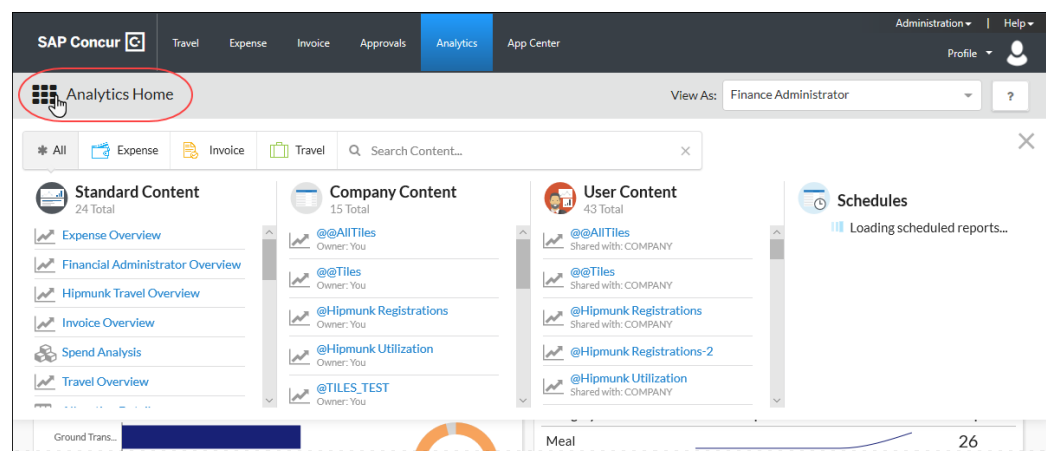 Administration
Help
SAP Concur C
Travel
Expense
Invoice
Approvals
Analytics
App Center
Profile
Analytics Home
View As:
Finance Administrator
?
All
Expense
Invoice
Travel
Search Content...
Standard Content
24 Total
Expense Overview
Financial Administrator Overview
Hipmunk Travel Overview
Invoice Overview
Spend Analysis
Travel Overview
Company Content
15 Total
@@AllTiles
Owner: You
@@Tiles
Owner: You
@Hipmunk Registrations
Owner: You
@Hipmunk Utilization
Owner: You
@TILES_TEST
Owner: You
User Content
43 Total
@@AllTiles
Shared with: COMPANY
@@Tiles
Shared with: COMPANY
@Hipmunk Registrations
Shared with: COMPANY
@Hipmunk Registrations-2
@Hipmunk Utilization
Shared with: COMPANY
Schedules
Loading scheduled reports...
Ground Trans...
Meal
26